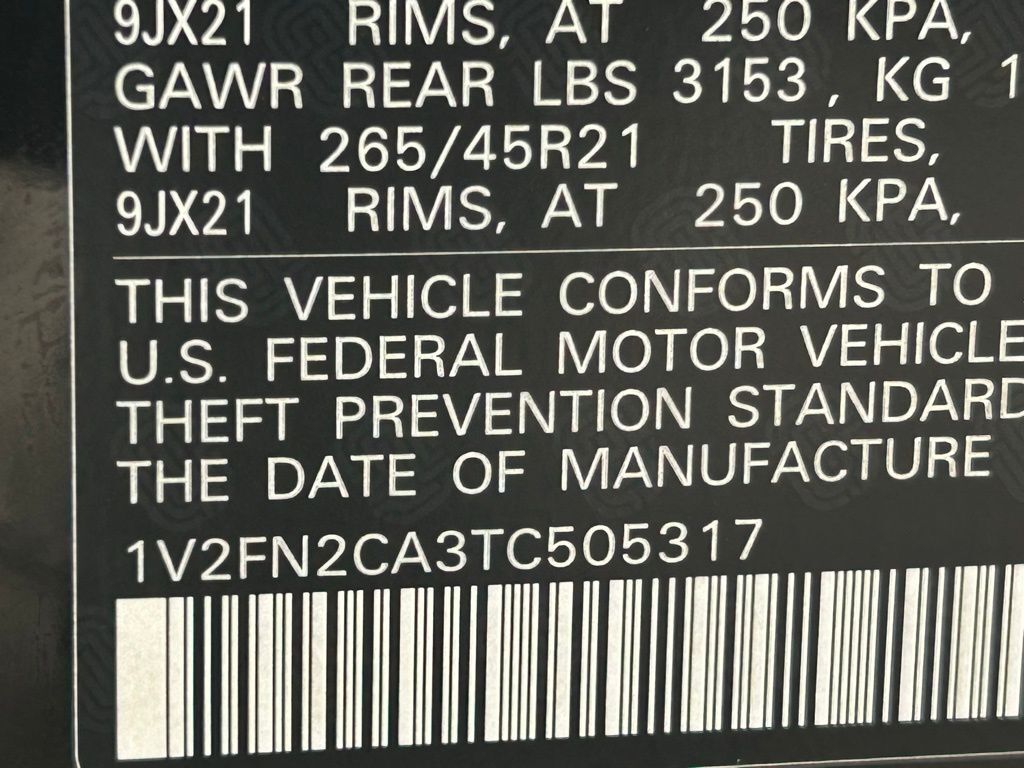 9JX21 RIMS, AT 250 KPA,
GAWR REAR LBS 3153, KG 1
WITH 265/45R21 TIRES,
9JX21 RIMS, AT 250 KPA,
THIS VEHICLE CONFORMS TO
U.S. FEDERAL MOTOR VEHICLE
THEFT PREVENTION STANDARD
THE DATE OF MANUFACTURE
1V2FN2CA3TC505317